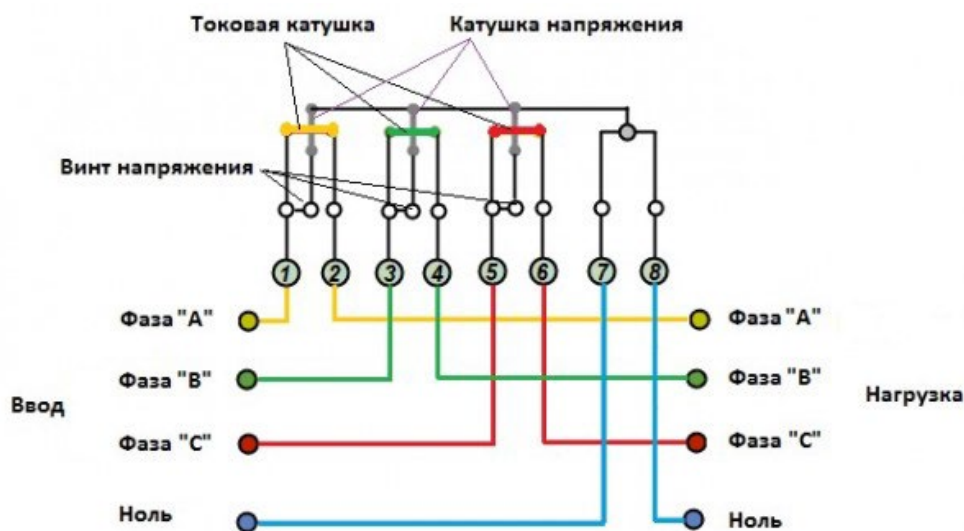 Токовая катушка
Катушка напряжения
Винт напряжения
1 2 3 4 5 6 7 8
Фаза "А" Фаза "А"
Фаза "В" Фаза "В"
Ввод Нагрузка
Фаза "С" Фаза "С"
Ноль Ноль